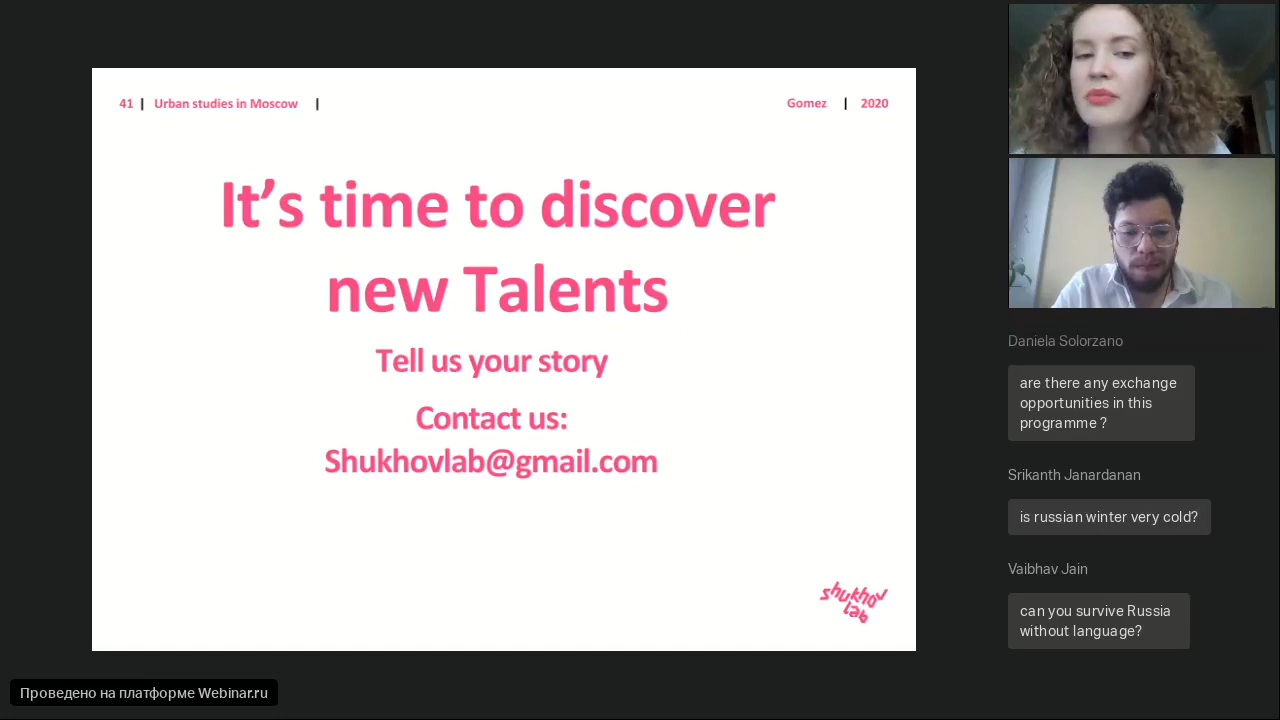 41 | Urban studies in Moscow |
Gomez | 2020
It's time to discover
new Talents
Tell us your story
Contact us:
Shukhovlab@gmail.com
shukhov
lab
Daniela Solorzano
are there any exchange
opportunities in this
programme ?
Srikanth Janardanan
is russian winter very cold?
Vaibhav Jain
can you survive Russia
without language?
Проведено на платформе Webinar.ru